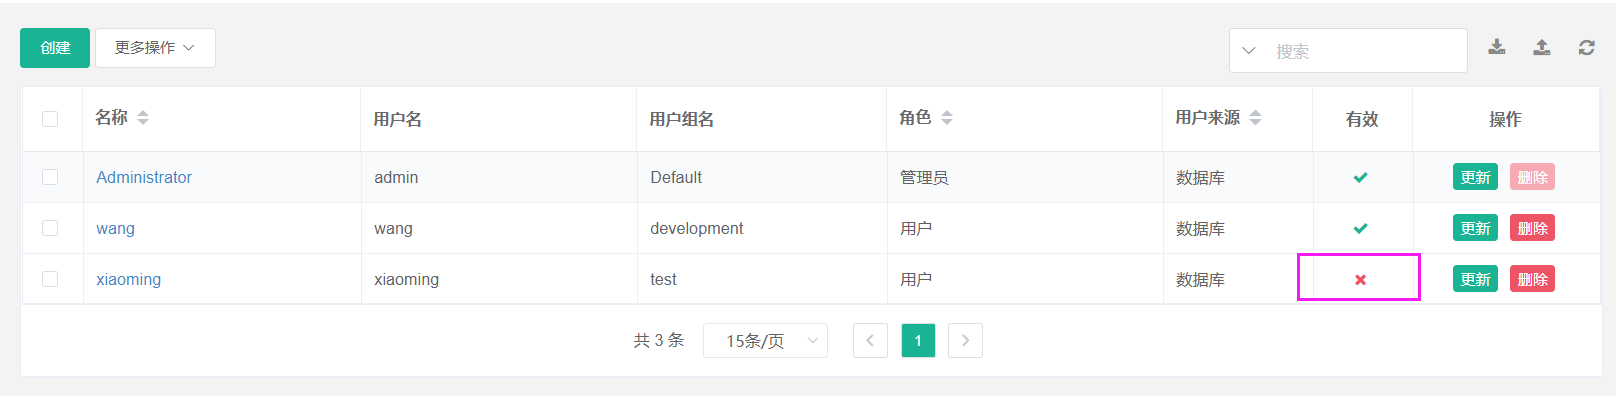 创建 更多操作 搜索
名称 用户名 用户组名 角色 用户来源 有效 操作
Administrator admin Default 管理员 数据库 更新 删除
wang wang development 用户 数据库 更新 删除
xiaoming xiaoming test 用户 数据库 更新 删除
共 3 条 15条/页 1